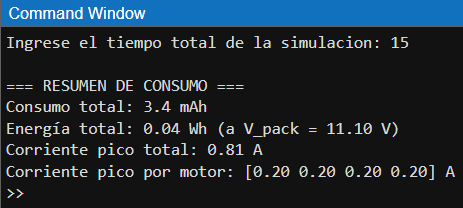 Command Window
Ingrese el tiempo total de la simulacion: 15
=== RESUMEN DE CONSUMO ===
Consumo total: 3.4 mAh
Energía total: 0.04 Wh (a V_pack = 11.10 V)
Corriente pico total: 0.81 A
Corriente pico por motor: [0.20 0.20 0.20 0.20] A
>>